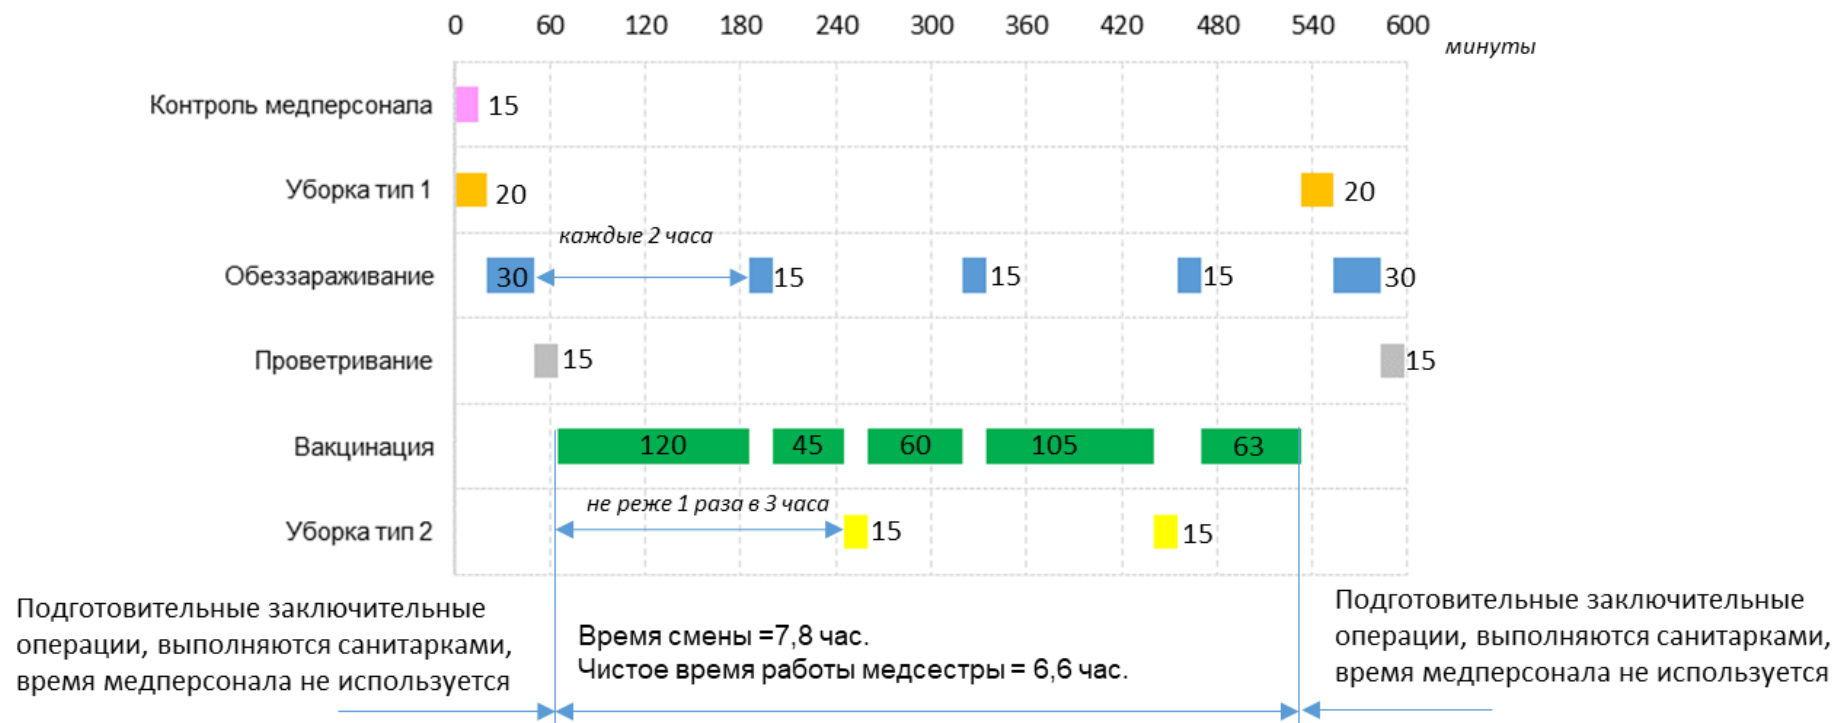 0 60 120 180 240 300 360 420 480 540 600
минуты
Контроль медперсонала 15
Уборка тип 1 20 20
каждые 2 часа
Обеззараживание 30 15 15 15 30
Проветривание 15 15
Вакцинация 120 45 60 105 63
не реже 1 раза в 3 часа
Уборка тип 2 15 15
Подготовительные заключительные
операции, выполняются санитарками,
время медперсонала не используется
Время смены =7,8 час.
Чистое время работы медсестры = 6,6 час.
Подготовительные заключительные
операции, выполняются санитарками,
время медперсонала не используется